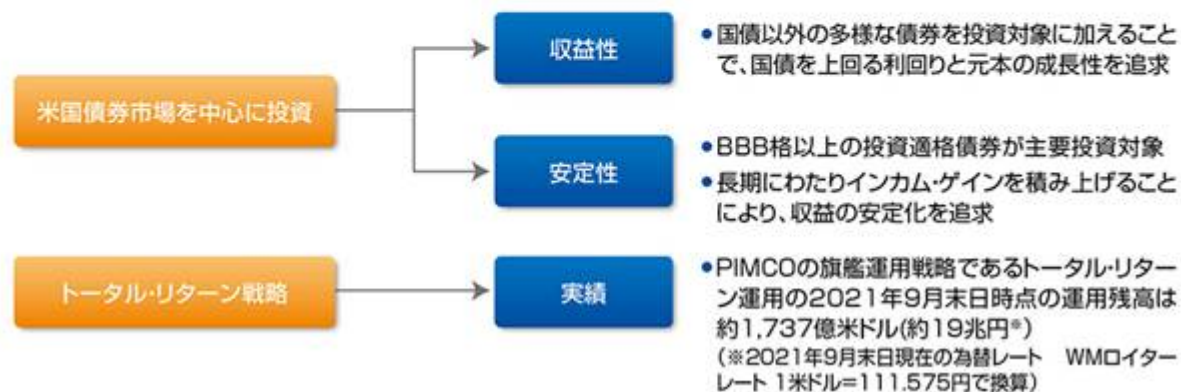 米国債券市場を中心に投資
収益性
•国債以外の多様な債券を投資対象に加えること
で、国債を上回る利回りと元本の成長性を追求
安定性
•BBB格以上の投資適格債券が主要投資対象
•長期にわたりインカム・ゲインを積み上げること
により、収益の安定化を追求
トータル・リターン戦略
実績
•PIMCOの旗艦運用戦略であるトータル・リター
ン運用の2021年9月末日時点の運用残高は
約1,737億米ドル(約19兆円※)
(※2021年9月末日現在の為替レート　WMロイター
レート 1米ドル=111.575円で換算)